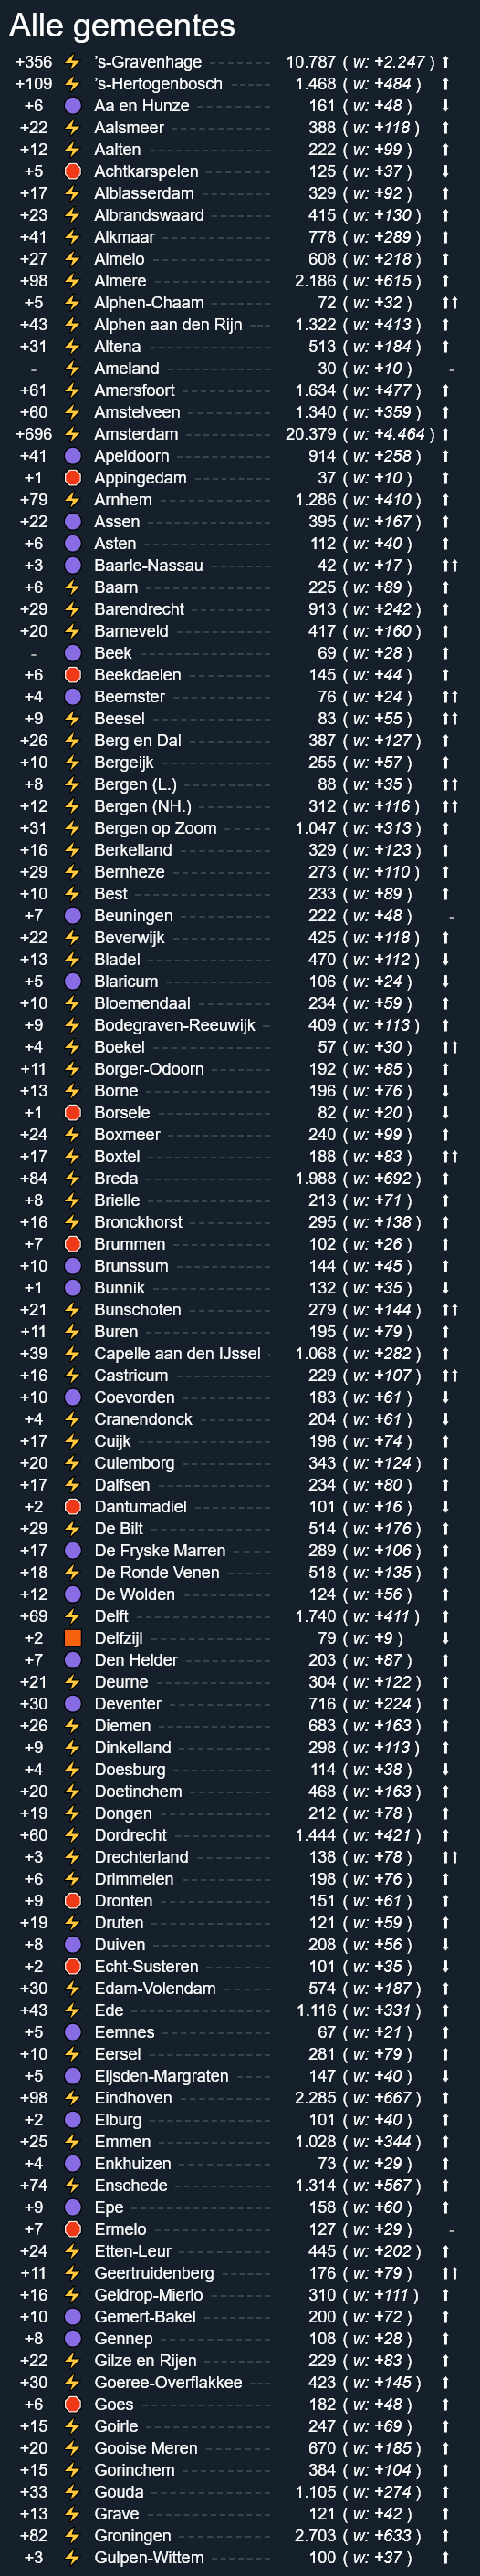 Alle gemeentes
+356 ⚡ 's-Gravenhage 10.787 ( w: +2.247 ) ⬆
+109 ⚡ 's-Hertogenbosch 1.468 ( w: +484 ) ⬆
+6 🟣 Aa en Hunze 161 ( w: +48 ) ⬇
+22 ⚡ Aalsmeer 388 ( w: +118 ) ⬆
+12 ⚡ Aalten 222 ( w: +99 ) ⬆
+5 🛑 Achtkarspelen 125 ( w: +37 ) ⬇
+17 ⚡ Alblasserdam 329 ( w: +92 ) ⬆
+23 ⚡ Albrandswaard 415 ( w: +130 ) ⬆
+41 ⚡ Alkmaar 778 ( w: +289 ) ⬆
+27 ⚡ Almelo 608 ( w: +218 ) ⬆
+98 ⚡ Almere 2.186 ( w: +615 ) ⬆
+5 ⚡ Alphen-Chaam 72 ( w: +32 ) ⬆⬆
+43 ⚡ Alphen aan den Rijn 1.322 ( w: +413 ) ⬆
+31 ⚡ Altena 513 ( w: +184 ) ⬆
- ⚡ Ameland 30 ( w: +10 ) -
+61 ⚡ Amersfoort 1.634 ( w: +477 ) ⬆
+60 ⚡ Amstelveen 1.340 ( w: +359 ) ⬆
+696 ⚡ Amsterdam 20.379 ( w: +4.464 ) ⬆
+41 🟣 Apeldoorn 914 ( w: +258 ) ⬆
+1 🛑 Appingedam 37 ( w: +10 ) ⬆
+79 ⚡ Arnhem 1.286 ( w: +410 ) ⬆
+22 🟣 Assen 395 ( w: +167 ) ⬆
+6 🟣 Asten 112 ( w: +40 ) ⬆
+3 🟣 Baarle-Nassau 42 ( w: +17 ) ⬆⬆
+6 ⚡ Baarn 225 ( w: +89 ) ⬆
+29 ⚡ Barendrecht 913 ( w: +242 ) ⬆
+20 ⚡ Barneveld 417 ( w: +160 ) ⬆
- 🟣 Beek 69 ( w: +28 ) ⬆
+6 🛑 Beekdaelen 145 ( w: +44 ) ⬆
+4 🟣 Beemster 76 ( w: +24 ) ⬆⬆
+9 ⚡ Beesel 83 ( w: +55 ) ⬆⬆
+26 ⚡ Berg en Dal 387 ( w: +127 ) ⬆
+10 ⚡ Bergeijk 255 ( w: +57 ) ⬆
+8 ⚡ Bergen (L.) 88 ( w: +35 ) ⬆⬆
+12 ⚡ Bergen (NH.) 312 ( w: +116 ) ⬆⬆
+31 ⚡ Bergen op Zoom 1.047 ( w: +313 ) ⬆
+16 ⚡ Berkelland 329 ( w: +123 ) ⬆
+29 ⚡ Bernheze 273 ( w: +110 ) ⬆
+10 ⚡ Best 233 ( w: +89 ) ⬆
+7 🟣 Beuningen 222 ( w: +48 ) -
+22 ⚡ Beverwijk 425 ( w: +118 ) ⬆
+13 ⚡ Bladel 470 ( w: +112 ) ⬇
+5 🟣 Blaricum 106 ( w: +24 ) ⬇
+10 ⚡ Bloemendaal 234 ( w: +59 ) ⬆
+9 ⚡ Bodegraven-Reeuwijk 409 ( w: +113 ) ⬆
+4 ⚡ Boekel 57 ( w: +30 ) ⬆⬆
+11 ⚡ Borger-Odoorn 192 ( w: +85 ) ⬆
+13 ⚡ Borne 196 ( w: +76 ) ⬇
+1 🛑 Borsele 82 ( w: +20 ) ⬇
+24 ⚡ Boxmeer 240 ( w: +99 ) ⬆
+17 ⚡ Boxtel 188 ( w: +83 ) ⬆⬆
+84 ⚡ Breda 1.988 ( w: +692 ) ⬆
+8 ⚡ Brielle 213 ( w: +71 ) ⬆
+16 ⚡ Bronckhorst 295 ( w: +138 ) ⬆
+7 🛑 Brummen 102 ( w: +26 ) ⬆
+10 🟣 Brunssum 144 ( w: +45 ) ⬆
+1 🟣 Bunnik 132 ( w: +35 ) ⬇
+21 ⚡ Bunschoten 279 ( w: +144 ) ⬆⬆
+11 ⚡ Buren 195 ( w: +79 ) ⬆
+39 ⚡ Capelle aan den IJssel 1.068 ( w: +282 ) ⬆
+16 ⚡ Castricum 229 ( w: +107 ) ⬆⬆
+10 🟣 Coevorden 183 ( w: +61 ) ⬇
+4 ⚡ Cranendonck 204 ( w: +61 ) ⬇
+17 ⚡ Cuijk 196 ( w: +74 ) ⬆
+20 ⚡ Culemborg 343 ( w: +124 ) ⬆
+17 ⚡ Dalfsen 234 ( w: +80 ) ⬆
+2 🛑 Dantumadiel 101 ( w: +16 ) ⬇
+29 ⚡ De Bilt 514 ( w: +176 ) ⬆
+17 🟣 De Fryske Marren 289 ( w: +106 ) ⬆
+18 ⚡ De Ronde Venen 518 ( w: +135 ) ⬆
+12 🟣 De Wolden 124 ( w: +56 ) ⬆
+69 ⚡ Delft 1.740 ( w: +411 ) ⬆
+2 🟧 Delfzijl 79 ( w: +9 ) ⬇
+7 🟣 Den Helder 203 ( w: +87 ) ⬆
+21 ⚡ Deurne 304 ( w: +122 ) ⬆
+30 🟣 Deventer 716 ( w: +224 ) ⬆
+26 ⚡ Diemen 683 ( w: +163 ) ⬆
+9 ⚡ Dinkelland 298 ( w: +113 ) ⬆
+4 ⚡ Doesburg 114 ( w: +38 ) ⬇
+20 ⚡ Doetinchem 468 ( w: +163 ) ⬆
+19 ⚡ Dongen 212 ( w: +78 ) ⬆
+60 ⚡ Dordrecht 1.444 ( w: +421 ) ⬆
+3 ⚡ Drechterland 138 ( w: +78 ) ⬆⬆
+6 ⚡ Drimmelen 198 ( w: +76 ) ⬆
+9 🛑 Dronten 151 ( w: +61 ) ⬆
+19 ⚡ Druten 121 ( w: +59 ) ⬆
+8 🟣 Duiven 208 ( w: +56 ) ⬇
+2 🛑 Echt-Susteren 101 ( w: +35 ) ⬇
+30 ⚡ Edam-Volendam 574 ( w: +187 ) ⬆
+43 ⚡ Ede 1.116 ( w: +331 ) ⬆
+5 🟣 Eemnes 67 ( w: +21 ) ⬆
+10 ⚡ Eersel 281 ( w: +79 ) ⬆
+5 🟣 Eijsden-Margraten 147 ( w: +40 ) ⬇
+98 ⚡ Eindhoven 2.285 ( w: +667 ) ⬆
+2 🟣 Elburg 101 ( w: +40 ) ⬆
+25 ⚡ Emmen 1.028 ( w: +344 ) ⬆
+4 🟣 Enkhuizen 73 ( w: +29 ) ⬆
+74 ⚡ Enschede 1.314 ( w: +567 ) ⬆
+9 🟣 Epe 158 ( w: +60 ) ⬆
+7 🛑 Ermelo 127 ( w: +29 ) -
+24 ⚡ Etten-Leur 445 ( w: +202 ) ⬆
+11 ⚡ Geertruidenberg 176 ( w: +79 ) ⬆⬆
+16 ⚡ Geldrop-Mierlo 310 ( w: +111 ) ⬆
+10 🟣 Gemert-Bakel 200 ( w: +72 ) ⬆
+8 🟣 Gennep 108 ( w: +28 ) ⬆
+22 ⚡ Gilze en Rijen 229 ( w: +83 ) ⬆
+30 ⚡ Goeree-Overflakkee 423 ( w: +145 ) ⬆
+6 🛑 Goes 182 ( w: +48 ) ⬆
+15 ⚡ Goirle 247 ( w: +69 ) ⬆
+20 ⚡ Gooise Meren 670 ( w: +185 ) ⬆
+15 ⚡ Gorinchem 384 ( w: +104 ) ⬆
+33 ⚡ Gouda 1.105 ( w: +274 ) ⬆
+13 ⚡ Grave 121 ( w: +42 ) ⬆
+82 ⚡ Groningen 2.703 ( w: +633 ) ⬆
+3 ⚡ Gulpen-Wittem 100 ( w: +37 ) ⬆